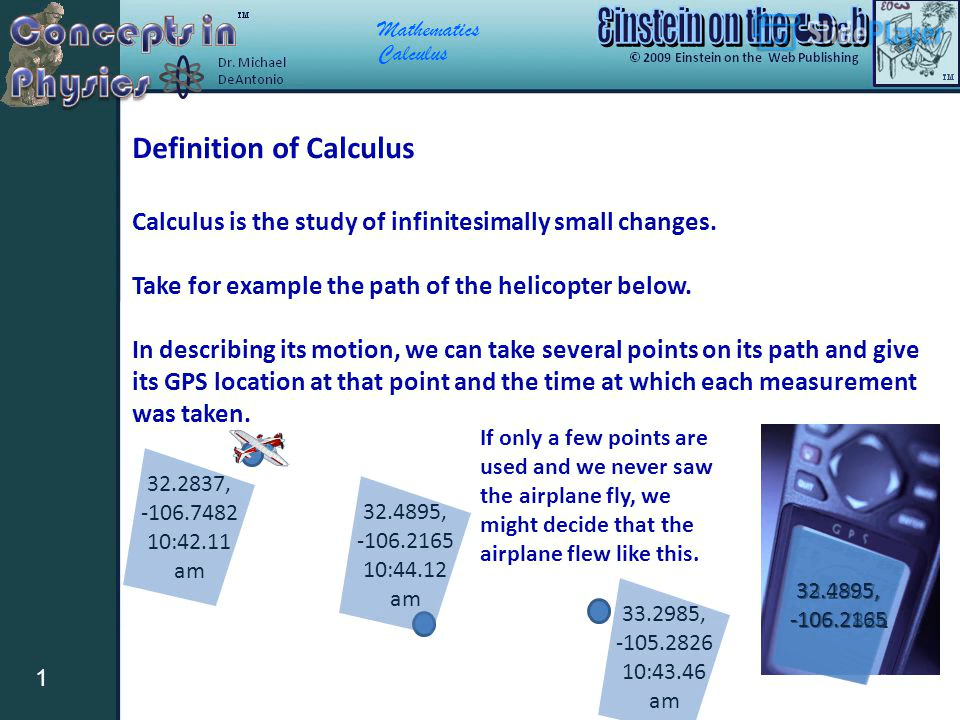 Concepts in
Physics
TM
Dr. Michael
DeAntonio
Mathematics
Calculus
Einstein on the Web
© 2009 Einstein on the Web Publishing
TM
Definition of Calculus
Calculus is the study of infinitesimally small changes.
Take for example the path of the helicopter below.
In describing its motion, we can take several points on its path and give
its GPS location at that point and the time at which each measurement
was taken.
If only a few points are
used and we never saw
the airplane fly, we
might decide that the
airplane flew like this.
32.2837,
-106.7482
10:42.11
am
32.4895,
-106.2165
10:44.12
am
33.2985,
-105.2826
10:43.46
am
QUIT
GPS
32.4895,
-106.2165
1